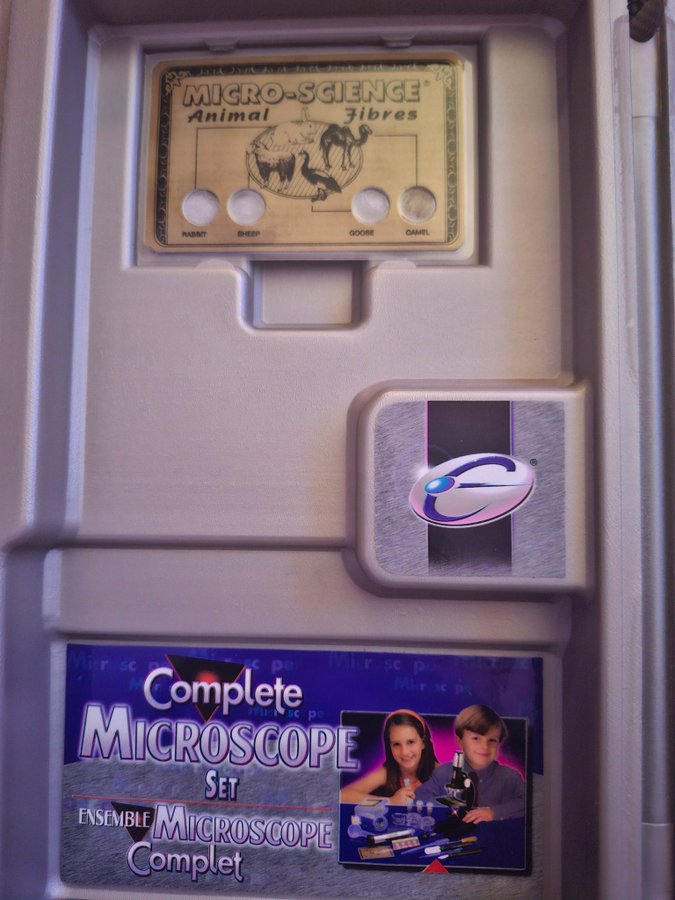 MICRO-SCIENCE®
Animal Fibres
RABBIT SHEEP GOOSE CAMEL
®
Complete
MICROSCOPE
SET
ENSEMBLE MICROSCOPE
Complet